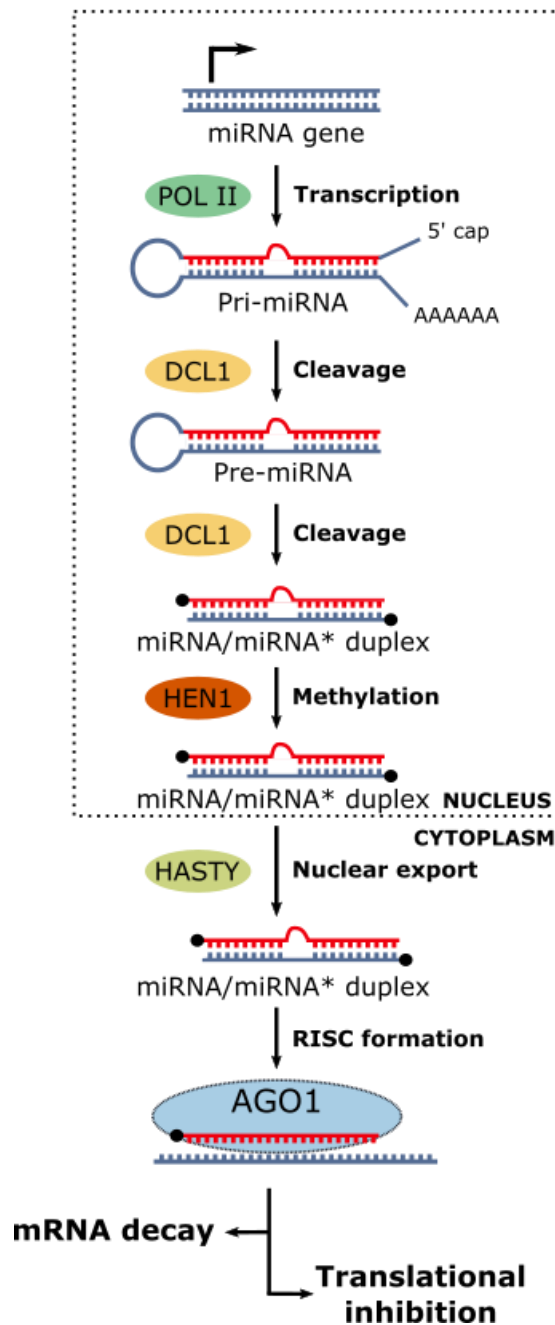 miRNA gene
POL II
Transcription
5' cap
Pri-miRNA
AAAAAA
DCL1
Cleavage
Pre-miRNA
DCL1
Cleavage
miRNA/miRNA* duplex
HEN1
Methylation
miRNA/miRNA* duplex
NUCLEUS
CYTOPLASM
HASTY
Nuclear export
miRNA/miRNA* duplex
RISC formation
AGO1
mRNA decay
Translational
inhibition